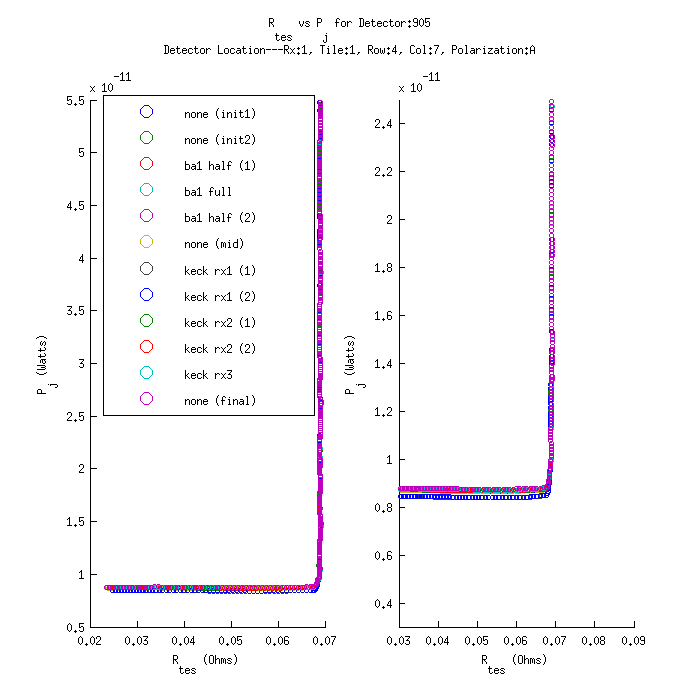 R_tes vs P_j for Detector:905
Detector Location---Rx:1, Tile:1, Row:4, Col:7, Polarization:A
x 10^-11
5.5
5
4.5
4
3.5
3
2.5
2
1.5
1
0.5
0.02 0.03 0.04 0.05 0.06 0.07
P_j (Watts)
R_tes (Ohms)
none (init1)
none (init2)
ba1 half (1)
ba1 full
ba1 half (2)
none (mid)
keck rx1 (1)
keck rx1 (2)
keck rx2 (1)
keck rx2 (2)
keck rx3
none (final)
x 10^-11
2.4
2.2
2
1.8
1.6
1.4
1.2
1
0.8
0.6
0.4
0.03 0.04 0.05 0.06 0.07 0.08 0.09
P_j (Watts)
R_tes (Ohms)